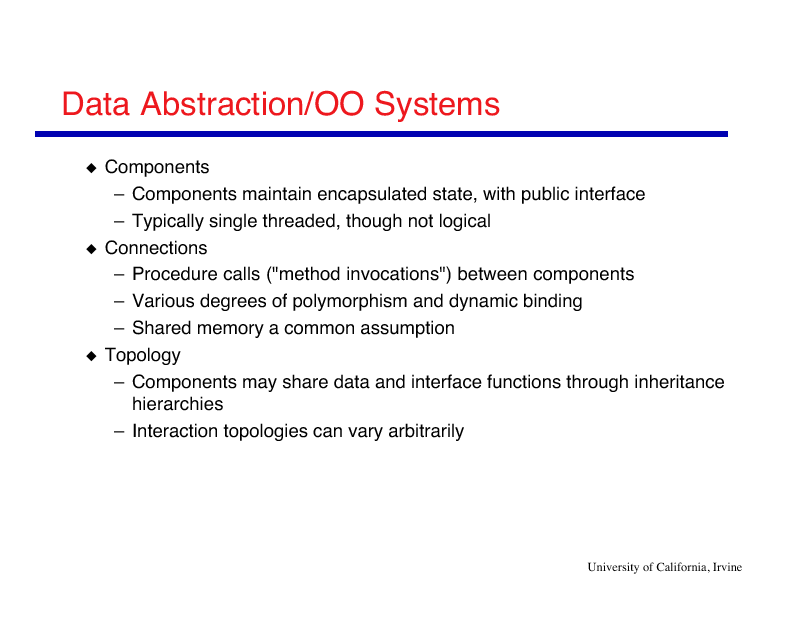 Data Abstraction/OO Systems
◆ Components
– Components maintain encapsulated state, with public interface
– Typically single threaded, though not logical
◆ Connections
– Procedure calls ("method invocations") between components
– Various degrees of polymorphism and dynamic binding
– Shared memory a common assumption
◆ Topology
– Components may share data and interface functions through inheritance
hierarchies
– Interaction topologies can vary arbitrarily
University of California, Irvine